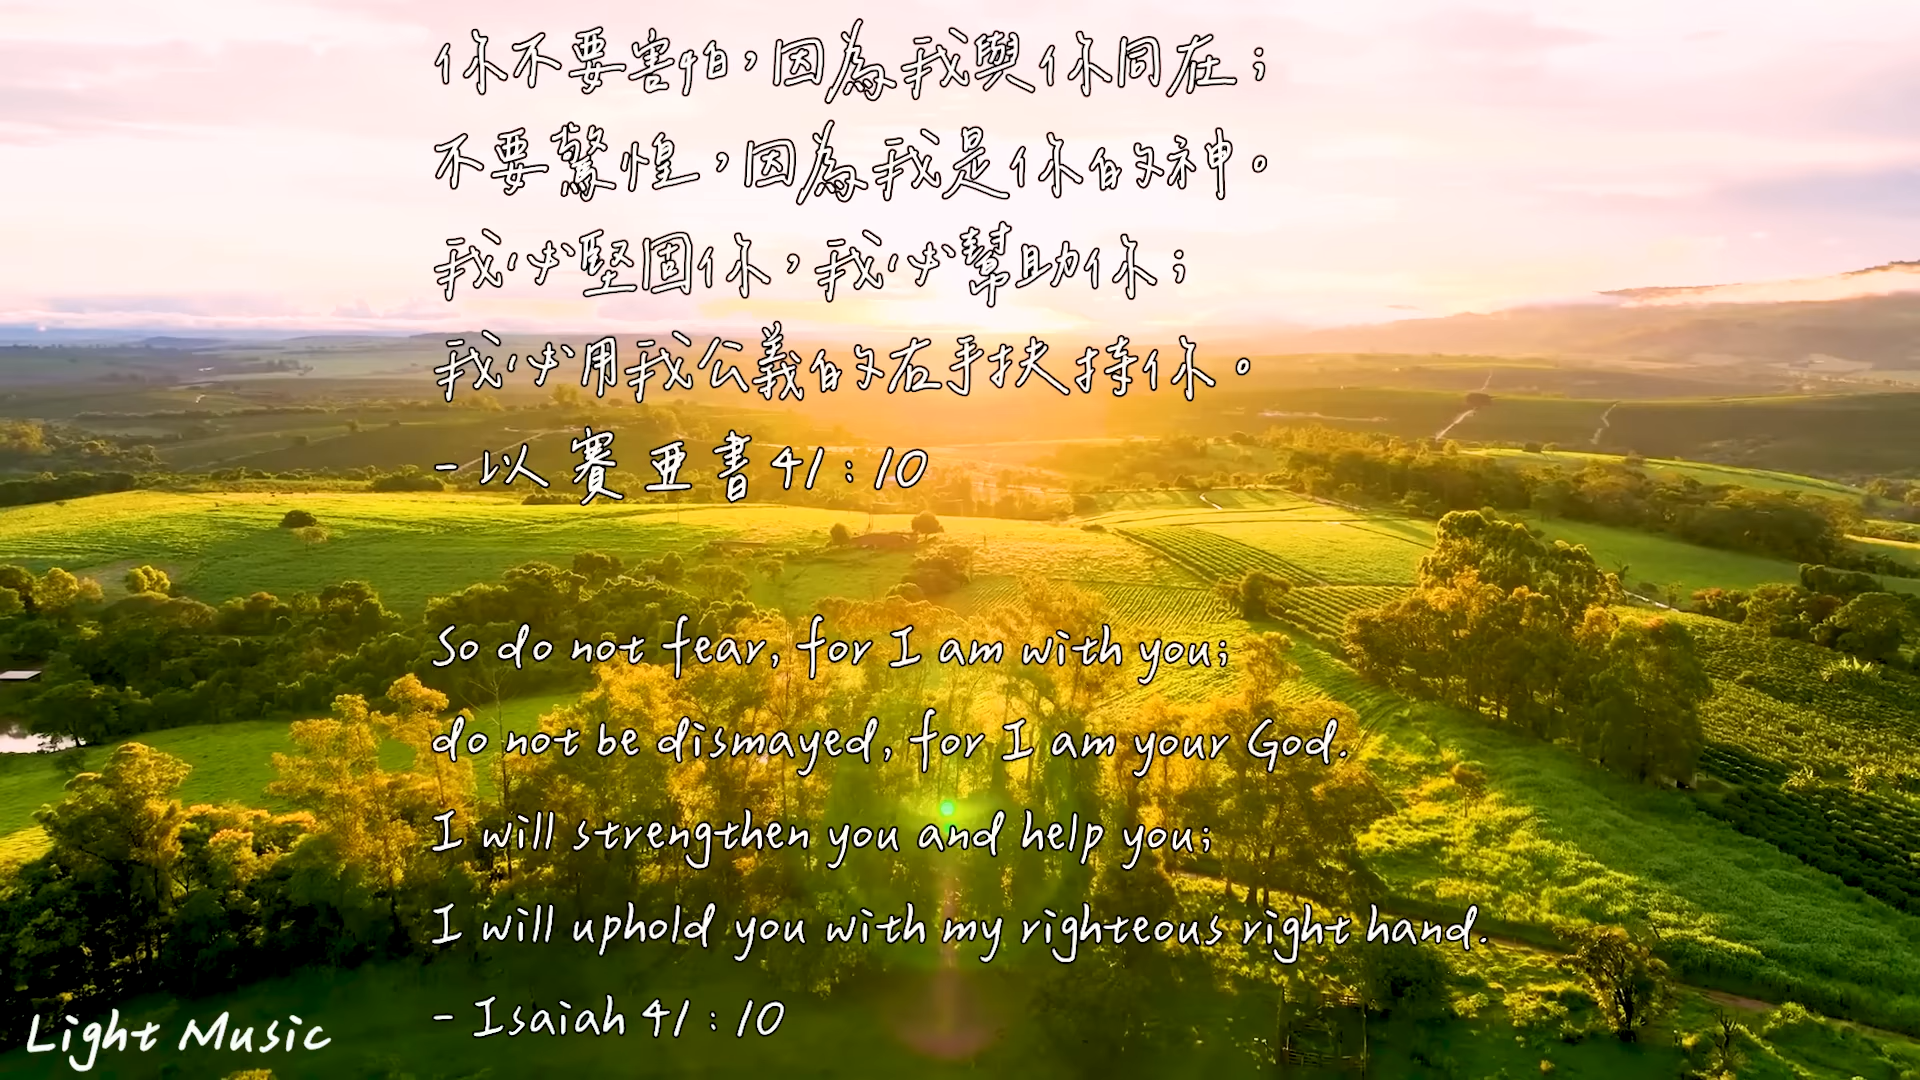 你不要害怕，因為我與你同在；
不要驚惶，因為我是你的神。
我必堅固你，我必幫助你；
我必用我公義的右手扶持你。
- 以賽亞書 41 : 10
So do not fear, for I am with you;
do not be dismayed, for I am your God.
I will strengthen you and help you;
I will uphold you with my righteous right hand.
- Isaiah 41 : 10
Light Music